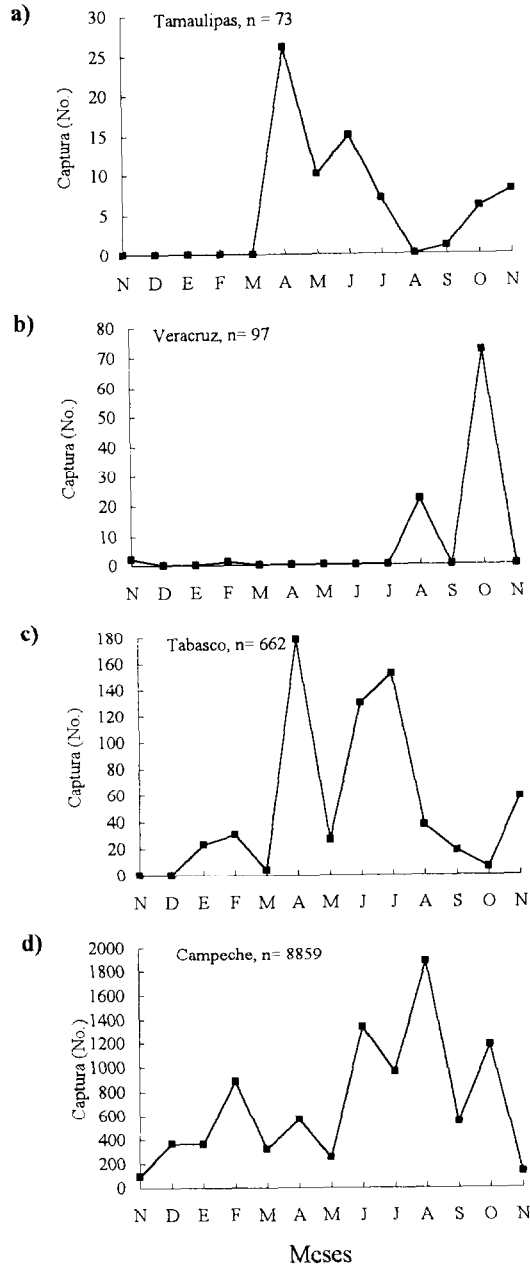 a)
Tamaulipas, n = 73
Captura (No.)
30
25
20
15
10
5
0
N D E F M A M J J A S O N
b)
Veracruz, n= 97
Captura (No.)
80
70
60
50
40
30
20
10
0
N D E F M A M J J A S O N
c)
Tabasco, n= 662
Captura (No.)
180
160
140
120
100
80
60
40
20
0
N D E F M A M J J A S O N
d)
Campeche, n= 8859
Captura (No.)
2000
1800
1600
1400
1200
1000
800
600
400
200
0
N D E F M A M J J A S O N
Meses